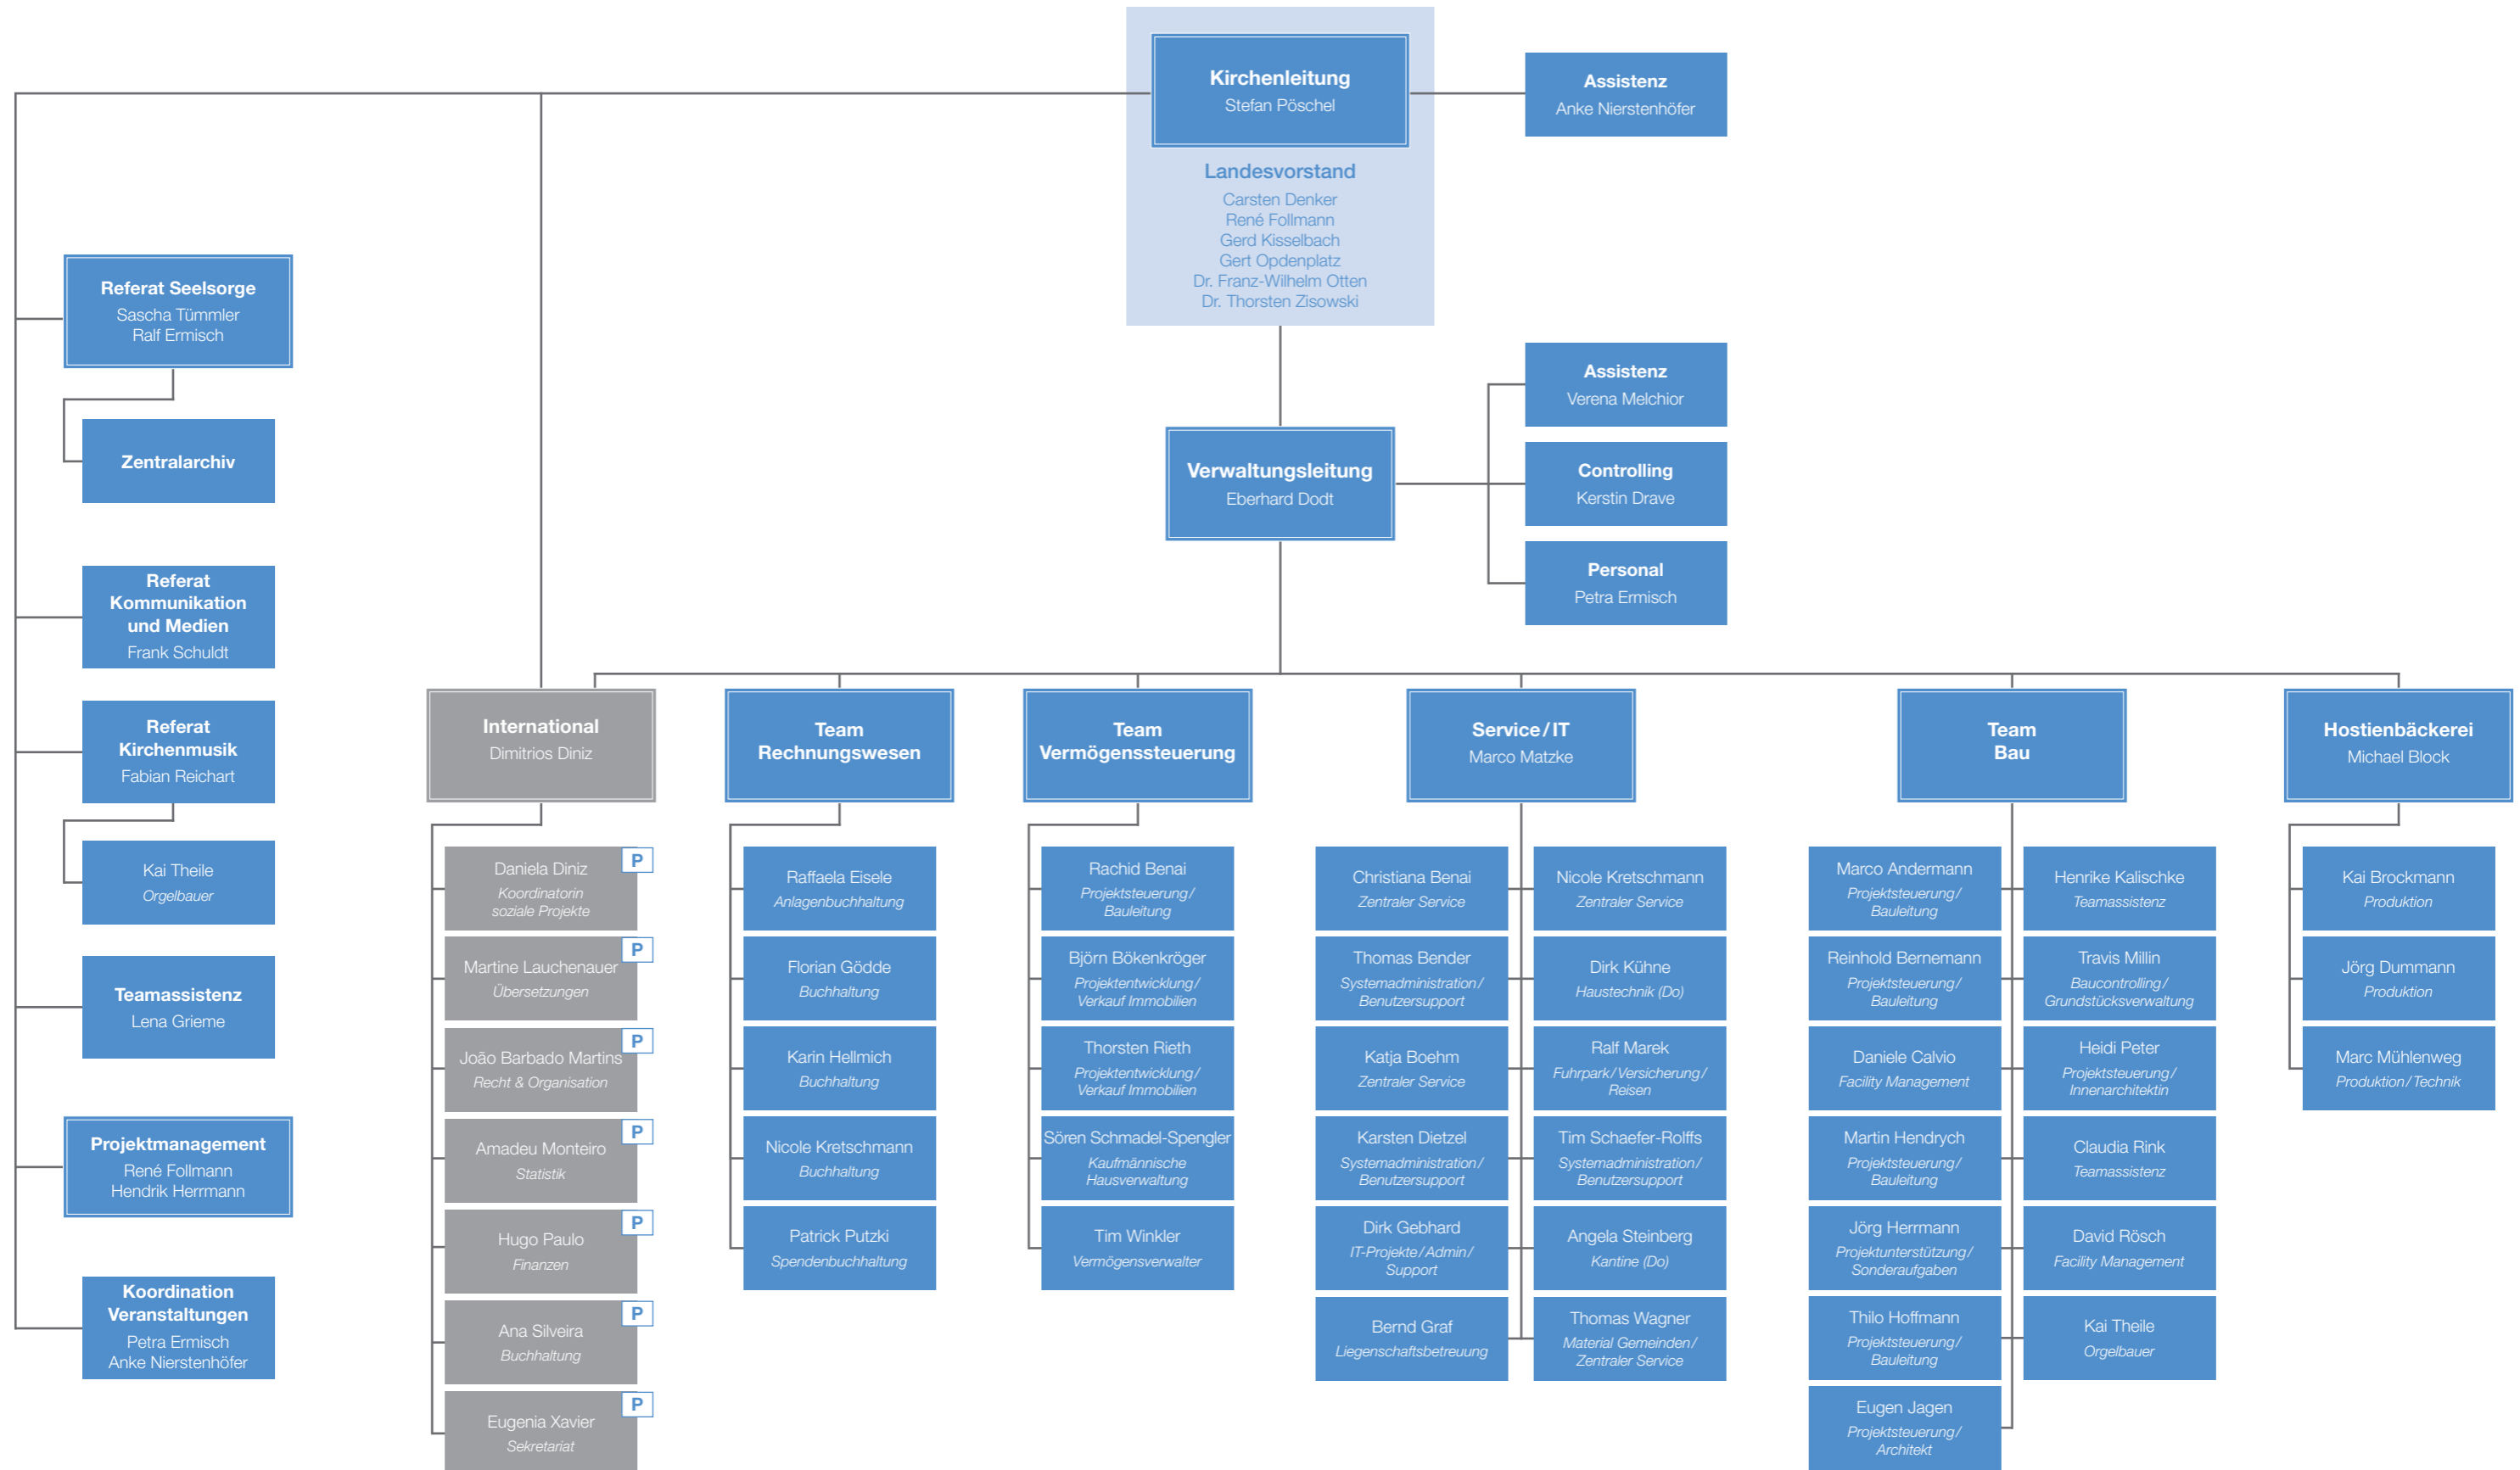 Kirchenleitung
Stefan Pöschel
Assistenz
Anke Nierstenhöfer
Landesvorstand
Carsten Denker
René Follmann
Gerd Kisselbach
Gert Opdenplatz
Dr. Franz-Wilhelm Otten
Dr. Thorsten Zisowski
Referat Seelsorge
Sascha Tümmler
Ralf Ermisch
Zentralarchiv
Referat
Kommunikation
und Medien
Frank Schuldt
Referat
Kirchenmusik
Fabian Reichart
Kai Theile
Orgelbauer
Teamassistenz
Lena Grieme
Projektmanagement
René Follmann
Hendrik Herrmann
Koordination
Veranstaltungen
Petra Ermisch
Anke Nierstenhöfer
Verwaltungsleitung
Eberhard Dodt
Assistenz
Verena Melchior
Controlling
Kerstin Drave
Personal
Petra Ermisch
International
Dimitrios Diniz
P
Daniela Diniz
Koordinatorin
soziale Projekte
P
Martine Lauchenauer
Übersetzungen
P
João Barbado Martins
Recht & Organisation
P
Amadeu Monteiro
Statistik
P
Hugo Paulo
Finanzen
P
Ana Silveira
Buchhaltung
P
Eugenia Xavier
Sekretariat
Team
Rechnungswesen
Raffaela Eisele
Anlagenbuchhaltung
Florian Gödde
Buchhaltung
Karin Hellmich
Buchhaltung
Nicole Kretschmann
Buchhaltung
Patrick Putzki
Spendenbuchhaltung
Team
Vermögenssteuerung
Rachid Benai
Projektsteuerung/
Bauleitung
Björn Bökenkröger
Projektentwicklung/
Verkauf Immobilien
Thorsten Rieth
Projektentwicklung/
Verkauf Immobilien
Sören Schmadel-Spengler
Kaufmännische
Hausverwaltung
Tim Winkler
Vermögensverwalter
Service/IT
Marco Matzke
Christiana Benai
Zentraler Service
Thomas Bender
Systemadministration/
Benutzersupport
Katja Boehm
Zentraler Service
Karsten Dietzel
Systemadministration/
Benutzersupport
Dirk Gebhard
IT-Projekte/Admin/
Support
Bernd Graf
Liegenschaftsbetreuung
Nicole Kretschmann
Zentraler Service
Dirk Kühne
Haustechnik (Do)
Ralf Marek
Fuhrpark/Versicherung/
Reisen
Tim Schaefer-Rolffs
Systemadministration/
Benutzersupport
Angela Steinberg
Kantine (Do)
Thomas Wagner
Material Gemeinden/
Zentraler Service
Team
Bau
Marco Andermann
Projektsteuerung/
Bauleitung
Reinhold Bernemann
Projektsteuerung/
Bauleitung
Daniele Calvio
Facility Management
Martin Hendrych
Projektsteuerung/
Bauleitung
Jörg Herrmann
Projektunterstützung/
Sonderaufgaben
Thilo Hoffmann
Projektsteuerung/
Bauleitung
Eugen Jagen
Projektsteuerung/
Architekt
Henrike Kalischke
Teamassistenz
Travis Millin
Baucontrolling/
Grundstücksverwaltung
Heidi Peter
Projektsteuerung/
Innenarchitektin
Claudia Rink
Teamassistenz
David Rösch
Facility Management
Kai Theile
Orgelbauer
Hostienbäckerei
Michael Block
Kai Brockmann
Produktion
Jörg Dummann
Produktion
Marc Mühlenweg
Produktion/Technik